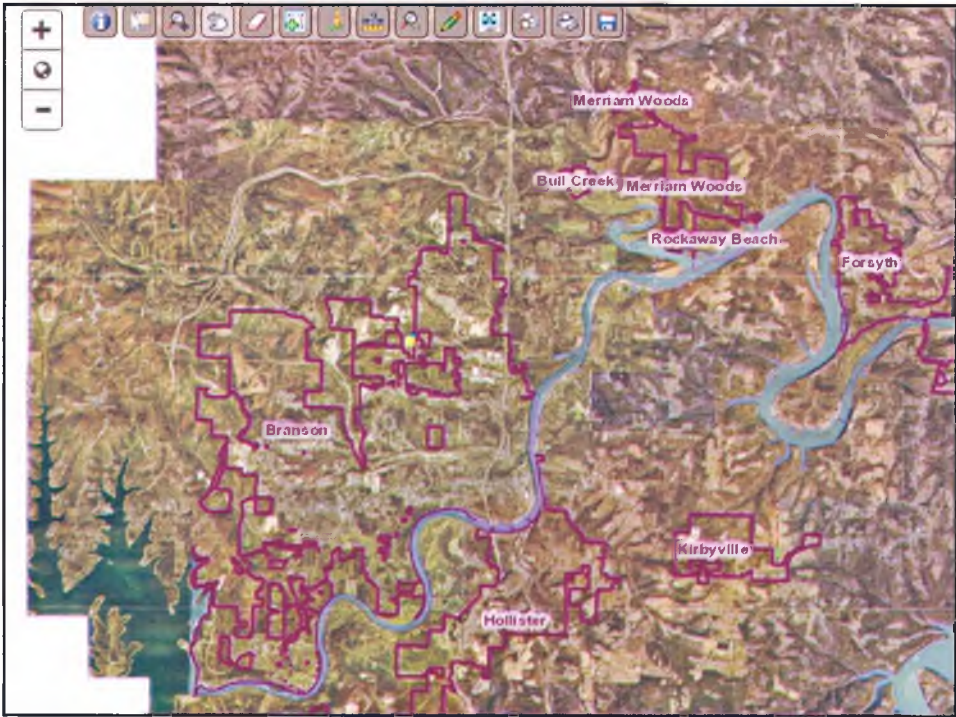 Merriam Woods
Bull Creek
Merriam Woods
Rockaway Beach
Forsyth
Branson
Kirbyville
Hollister